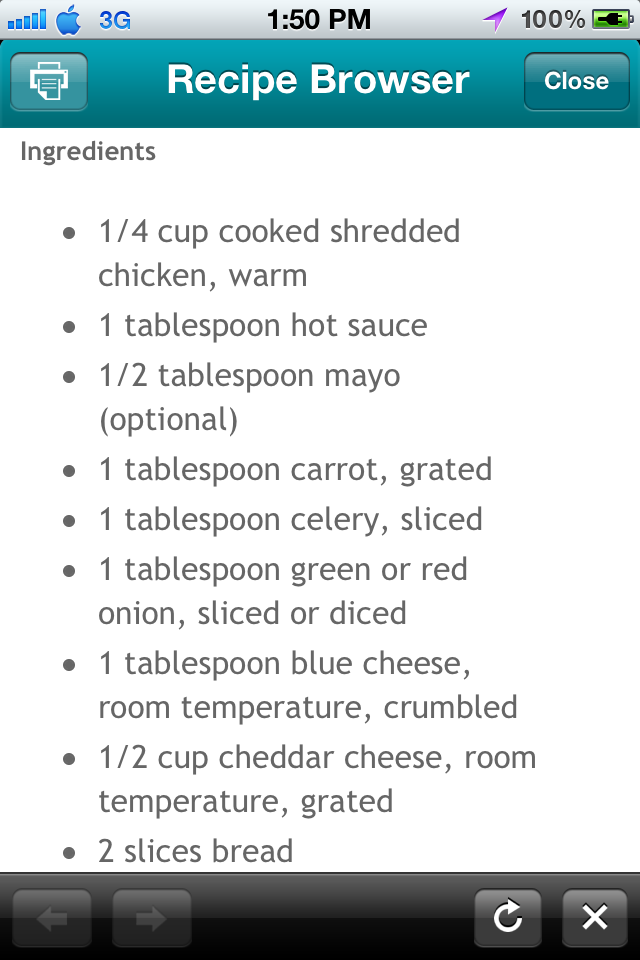 3G 1:50 PM 100%
Recipe Browser Close
Ingredients
• 1/4 cup cooked shredded
chicken, warm
• 1 tablespoon hot sauce
• 1/2 tablespoon mayo
(optional)
• 1 tablespoon carrot, grated
• 1 tablespoon celery, sliced
• 1 tablespoon green or red
onion, sliced or diced
• 1 tablespoon blue cheese,
room temperature, crumbled
• 1/2 cup cheddar cheese, room
temperature, grated
• 2 slices bread